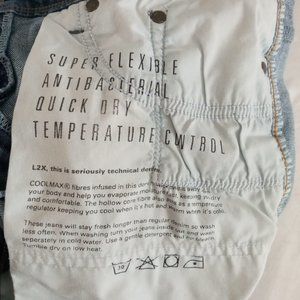 SUPER FLEXIBLE
ANTIBACTERIAL
QUICK DRY
TEMPERATURE CONTROL
L2X, this is seriously technical denim.
COOLMAX® fibres infused in this
your body and help you evaporate keeping dry
and comfortable. The hollow core fibre also as a temperature
regulator keeping you cool when it's hot and warm when it's cold.
These jeans will stay fresh longer than regular denim so wash
less often. When washing turn your jeans inside out and wash
seperately in cold water. Use a gentle detergent and
Tumble dry on low heat.
30